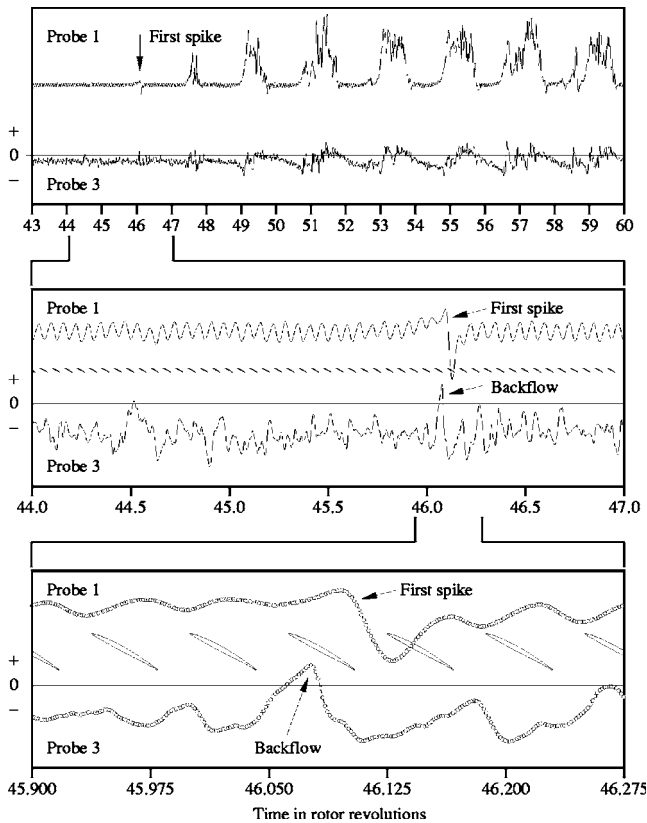 Probe 1
First spike
+
0
−
Probe 3
43 44 45 46 47 48 49 50 51 52 53 54 55 56 57 58 59 60
Probe 1
First spike
+
Backflow
0
−
Probe 3
44.0 44.5 45.0 45.5 46.0 46.5 47.0
Probe 1
First spike
+
0
−
Probe 3
Backflow
45.900 45.975 46.050 46.125 46.200 46.275
Time in rotor revolutions